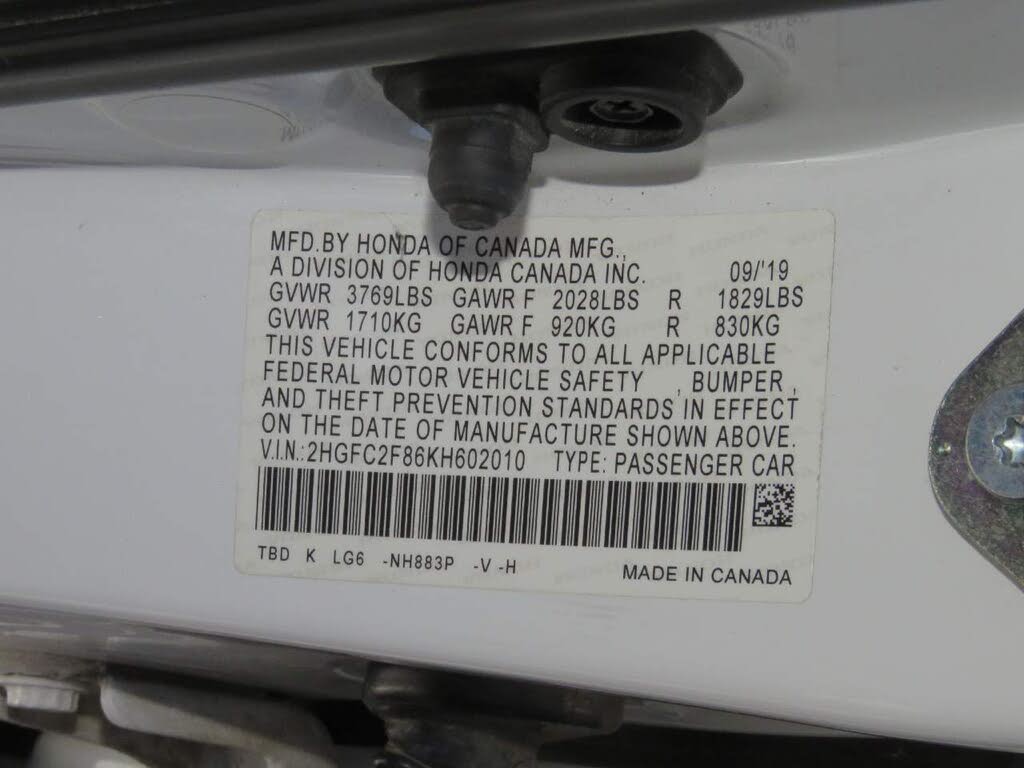 MFD.BY HONDA OF CANADA MFG.,
A DIVISION OF HONDA CANADA INC. 09/'19
GVWR 3769LBS GAWR F 2028LBS R 1829LBS
GVWR 1710KG GAWR F 920KG R 830KG
THIS VEHICLE CONFORMS TO ALL APPLICABLE
FEDERAL MOTOR VEHICLE SAFETY , BUMPER ,
AND THEFT PREVENTION STANDARDS IN EFFECT
ON THE DATE OF MANUFACTURE SHOWN ABOVE.
V.I.N.:2HGFC2F86KH602010 TYPE: PASSENGER CAR
TBD K LG6 -NH883P -V -H
MADE IN CANADA